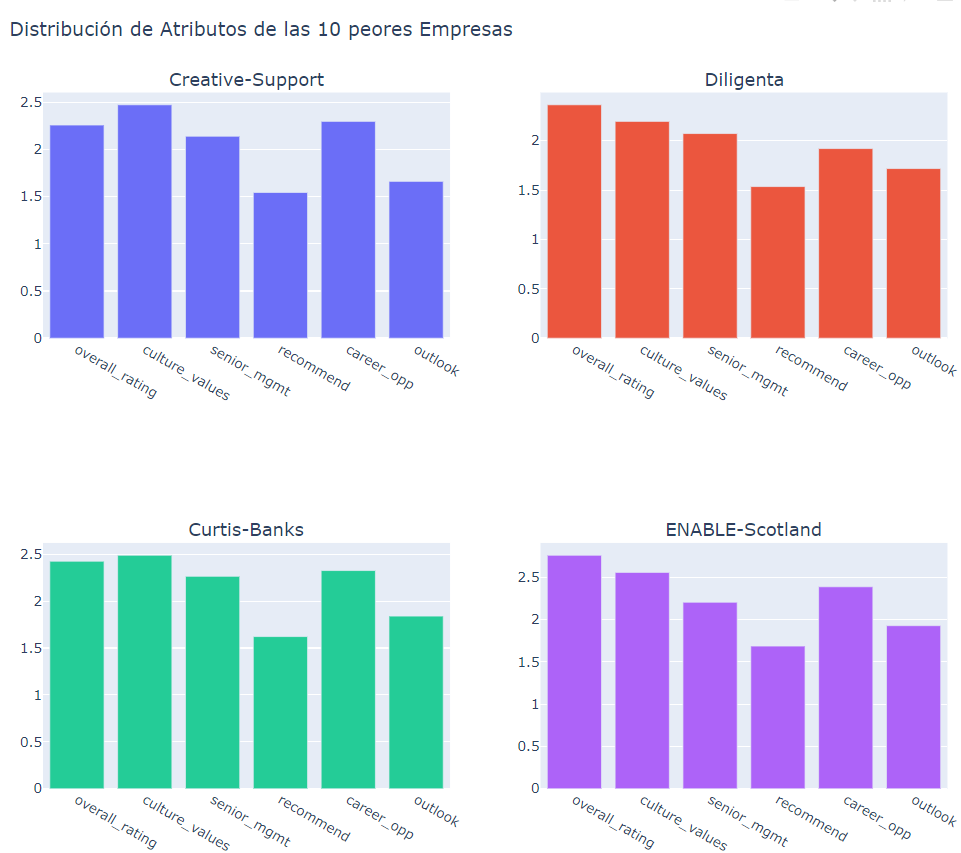 Distribución de Atributos de las 10 peores Empresas
Creative-Support
2.5
2
1.5
1
0.5
0
overall_rating
culture_values
senior_mgmt
recommend
career_opp
outlook
Diligenta
2
1.5
1
0.5
0
overall_rating
culture_values
senior_mgmt
recommend
career_opp
outlook
Curtis-Banks
2.5
2
1.5
1
0.5
0
overall_rating
culture_values
senior_mgmt
recommend
career_opp
outlook
ENABLE-Scotland
2.5
2
1.5
1
0.5
0
overall_rating
culture_values
senior_mgmt
recommend
career_opp
outlook